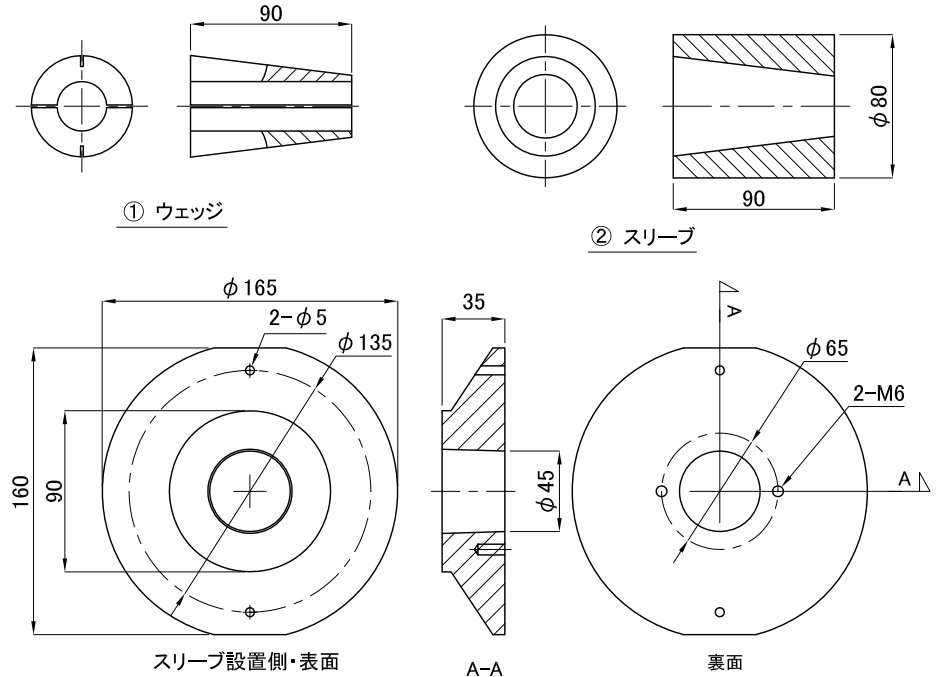 90
① ウェッジ
φ80
90
② スリーブ
φ165
2-φ5
φ135
160
90
スリーブ設置側・表面
35
φ45
A-A
A
φ65
2-M6
A
裏面